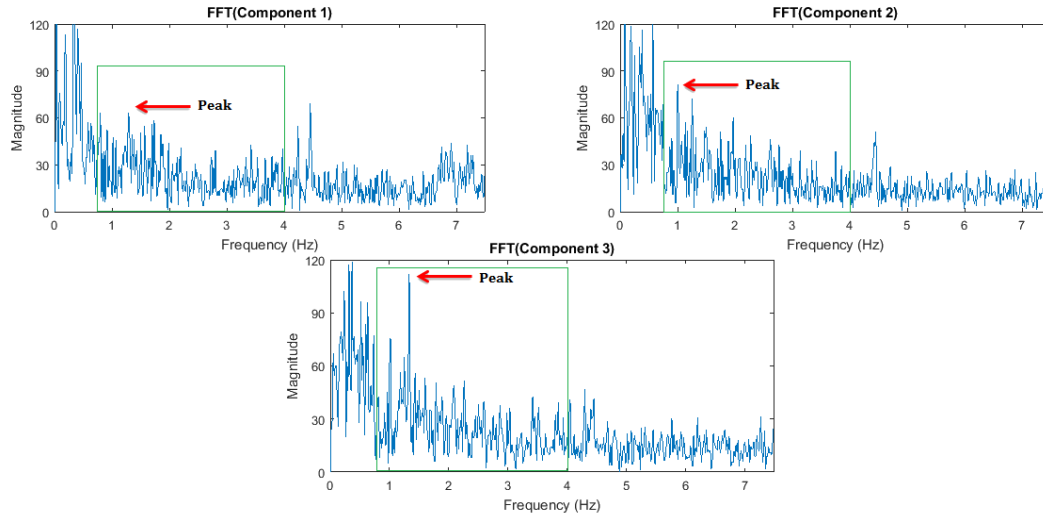 FFT(Component 1)
120
90
60
30
0
Magnitude
Peak
0 1 2 3 4 5 6 7
Frequency (Hz)
FFT(Component 2)
120
90
60
30
0
Magnitude
Peak
0 1 2 3 4 5 6 7
Frequency (Hz)
FFT(Component 3)
120
90
60
30
0
Magnitude
Peak
0 1 2 3 4 5 6 7
Frequency (Hz)